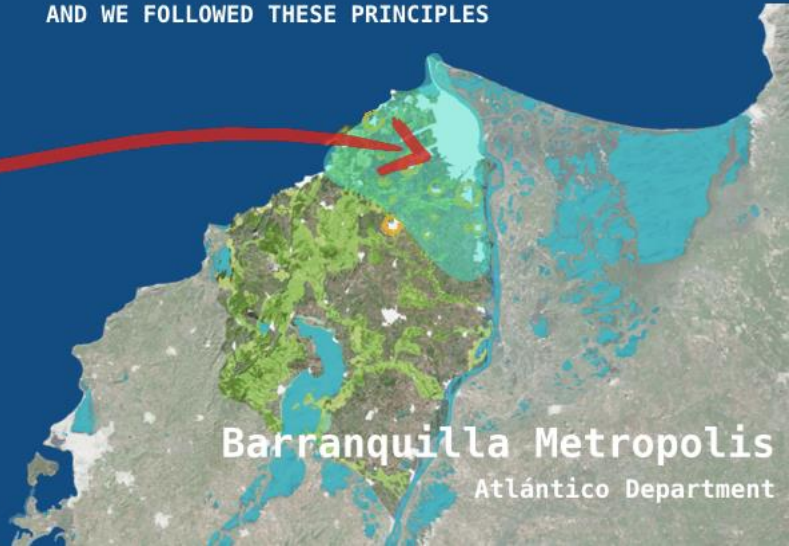 AND WE FOLLOWED THESE PRINCIPLES
Barranquilla Metropolis
Atlántico Department